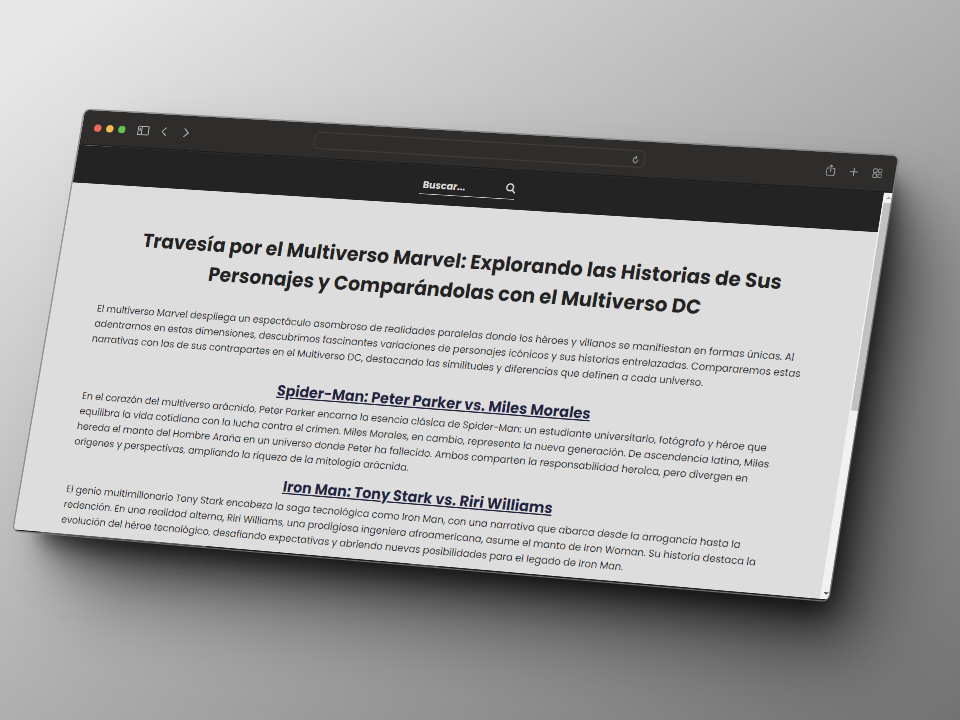 Buscar...
Travesía por el Multiverso Marvel: Explorando las Historias de Sus
Personajes y Comparándolas con el Multiverso DC
El multiverso Marvel despliega un espectáculo asombroso de realidades paralelas donde los héroes y villanos se manifiestan en formas únicas. Al
adentrarnos en estas dimensiones, descubrimos fascinantes variaciones de personajes icónicos y sus historias entrelazadas. Compararemos estas
narrativas con las de sus contrapartes en el Multiverso DC, destacando las similitudes y diferencias que definen a cada universo.
Spider-Man: Peter Parker vs. Miles Morales
En el corazón del multiverso arácnido, Peter Parker encarna la esencia clásica de Spider-Man: un estudiante universitario, fotógrafo y héroe que
equilibra la vida cotidiana con la lucha contra el crimen. Miles Morales, en cambio, representa la nueva generación. De ascendencia latina, Miles
hereda el manto del Hombre Araña en un universo donde Peter ha fallecido. Ambos comparten la responsabilidad heroica, pero divergen en
orígenes y perspectivas, ampliando la riqueza de la mitología arácnida.
Iron Man: Tony Stark vs. Riri Williams
El genio multimillonario Tony Stark encabeza la saga tecnológica como Iron Man, con una narrativa que abarca desde la arrogancia hasta la
redención. En una realidad alterna, Riri Williams, una prodigiosa ingeniera afroamericana, asume el manto de Iron Woman. Su historia destaca la
evolución del héroe tecnológico, desafiando expectativas y abriendo nuevas posibilidades para el legado de Iron Man.